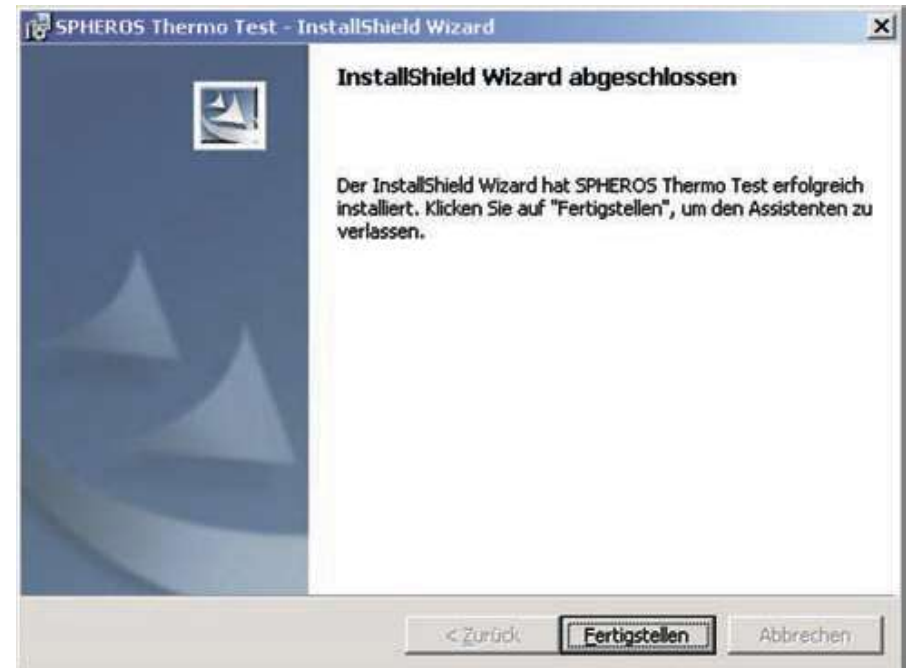 SPHEROS Thermo Test - InstallShield Wizard
InstallShield Wizard abgeschlossen
Der InstallShield Wizard hat SPHEROS Thermo Test erfolgreich
installiert. Klicken Sie auf "Fertigstellen", um den Assistenten zu
verlassen.
< Zurück Fertigstellen Abbrechen